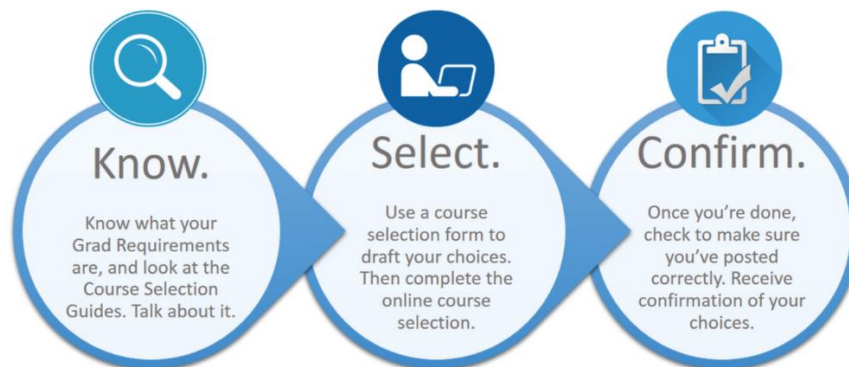 Know.
Know what your
Grad Requirements
are, and look at the
Course Selection
Guides. Talk about it.
Select.
Use a course
selection form to
draft your choices.
Then complete the
online course
selection.
Confirm.
Once you’re done,
check to make sure
you’ve posted
correctly. Receive
confirmation of your
choices.